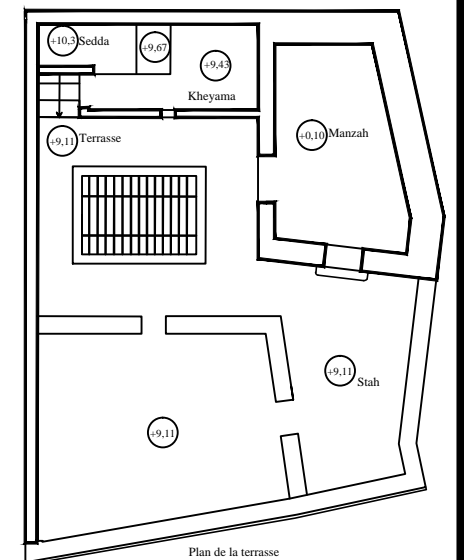 +10,3 Sedda
+9,67
+9,43
Kheyama
+9,11 Terrasse
+0,10 Manzah
+9,11 Stah
+9,11
Plan de la terrasse